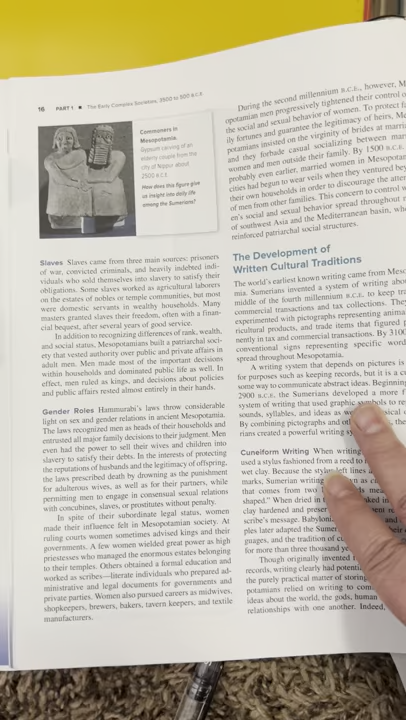 16 PART 1 ■ The Early Complex Societies, 3500 to 500 B.C.E.
Commoners in
Mesopotamia.
Gypsum carving of an
elderly couple from the
city of Nippur about
2500 B.C.E.
How does this figure give
us insight into daily life
among the Sumerians?
Slaves Slaves came from three main sources: prisoners
of war, convicted criminals, and heavily indebted indi-
viduals who sold themselves into slavery to satisfy their
obligations. Some slaves worked as agricultural laborers
on the estates of nobles or temple communities, but most
were domestic servants in wealthy households. Many
masters granted slaves their freedom, often with a finan-
cial bequest, after several years of good service.
In addition to recognizing differences of rank, wealth,
and social status, Mesopotamians built a patriarchal soci-
ety that vested authority over public and private affairs in
adult men. Men made most of the important decisions
within households and dominated public life as well. In
effect, men ruled as kings, and decisions about policies
and public affairs rested almost entirely in their hands.
Gender Roles Hammurabi's laws throw considerable
light on sex and gender relations in ancient Mesopotamia.
The laws recognized men as heads of their households and
entrusted all major family decisions to their judgment. Men
even had the power to sell their wives and children into
slavery to satisfy their debts. In the interests of protecting
the reputations of husbands and the legitimacy of offspring,
the laws prescribed death by drowning as the punishment
for adulterous wives, as well as for their partners, while
permitting men to engage in consensual sexual relations
with concubines, slaves, or prostitutes without penalty.
In spite of their subordinate legal status, women
made their influence felt in Mesopotamian society. At
ruling courts women sometimes advised kings and their
governments. A few women wielded great power as high
priestesses who managed the enormous estates belonging
to their temples. Others obtained a formal education and
worked as scribes—literate individuals who prepared ad-
ministrative and legal documents for governments and
private parties. Women also pursued careers as midwives,
shopkeepers, brewers, bakers, tavern keepers, and textile
manufacturers.
During the second millennium B.C.E., however, M
opotamian men progressively tightened their control o
the social and sexual behavior of women. To protect fa
ily fortunes and guarantee the legitimacy of heirs, Me
potamians insisted on the virginity of brides at marria
and they forbade casual socializing between mar
women and men outside their family. By 1500 B.C.E.
probably even earlier, married women in Mesopotam
cities had begun to wear veils when they ventured bey
their own households in order to discourage the atten
of men from other families. This concern to control w
en's social and sexual behavior spread throughout
of southwest Asia and the Mediterranean basin, whe
reinforced patriarchal social structures.
The Development of
Written Cultural Traditions
The world's earliest known writing came from Meso
mia. Sumerians invented a system of writing abou
middle of the fourth millennium B.C.E. to keep tr
commercial transactions and tax collections. They
experimented with pictographs representing animal
ricultural products, and trade items that figured p
nently in tax and commercial transactions. By 3100
conventional signs representing specific word
spread throughout Mesopotamia.
A writing system that depends on pictures is
for purposes such as keeping records, but it is a c
some way to communicate abstract ideas. Beginning
2900 B.C.E. the Sumerians developed a more f
system of writing that used graphic symbols to re
sounds, syllables, and ideas as w
By combining pictographs and ot the
rians created a powerful writing sy
Cuneiform Writing When writing
used a stylus fashioned from a reed to
wet clay. Because the stylus left lines
marks, Sumerian writing as c
that comes from two me
shaped." When dried in
clay hardened and preser
scribe's message. Babylonia and
ples later adapted the Sumer their
guages, and the tradition of c
for more than three thousand ye
Though originally invented f
records, writing clearly had potentia
the purely practical matter of storing
potamians relied on writing to com
ideas about the world, the gods, human
relationships with one another. Indeed,